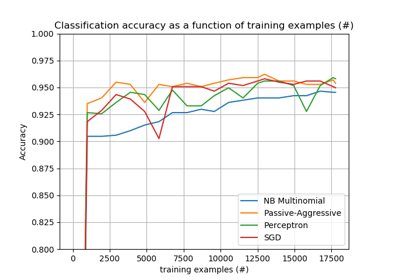 Classification accuracy as a function of training examples (#)
1.000
0.975
0.950
0.925
0.900
0.875
0.850
0.825
0.800
Accuracy
NB Multinomial
Passive-Aggressive
Perceptron
SGD
0 2500 5000 7500 10000 12500 15000 17500
training examples (#)